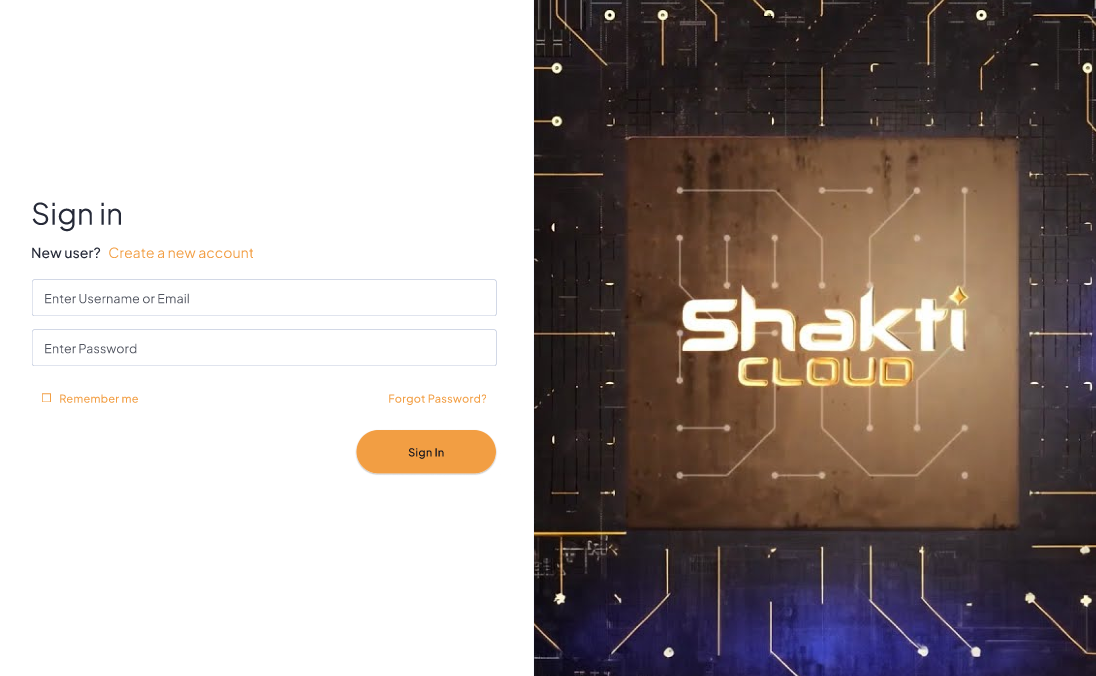 Sign in
New user? Create a new account
Enter Username or Email
Enter Password
Remember me
Forgot Password?
Sign In
Shakti
CLOUD